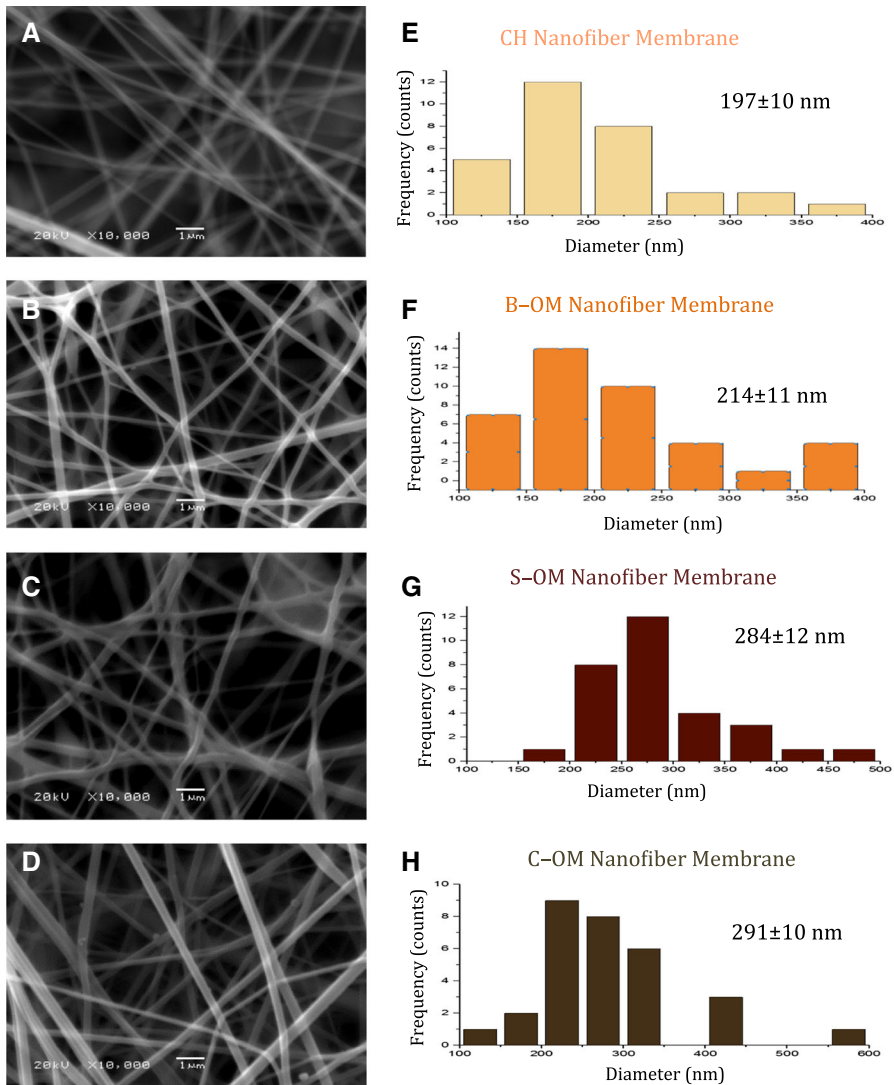 A
20kV X10,000 1µm
E
CH Nanofiber Membrane
197±10 nm
Frequency (counts)
12
10
8
6
4
2
0
100 150 200 250 300 350 400
Diameter (nm)
B
20kV X10,000 1µm
F
B–OM Nanofiber Membrane
214±11 nm
Frequency (counts)
14
12
10
8
6
4
2
0
100 150 200 250 300 350 400
Diameter (nm)
C
20kV X10,000 1µm
G
S–OM Nanofiber Membrane
284±12 nm
Frequency (counts)
12
10
8
6
4
2
0
100 150 200 250 300 350 400 450 500
Diameter (nm)
D
20kV X10,000 1µm
H
C–OM Nanofiber Membrane
291±10 nm
Frequency (counts)
10
8
6
4
2
0
100 200 300 400 500 600
Diameter (nm)